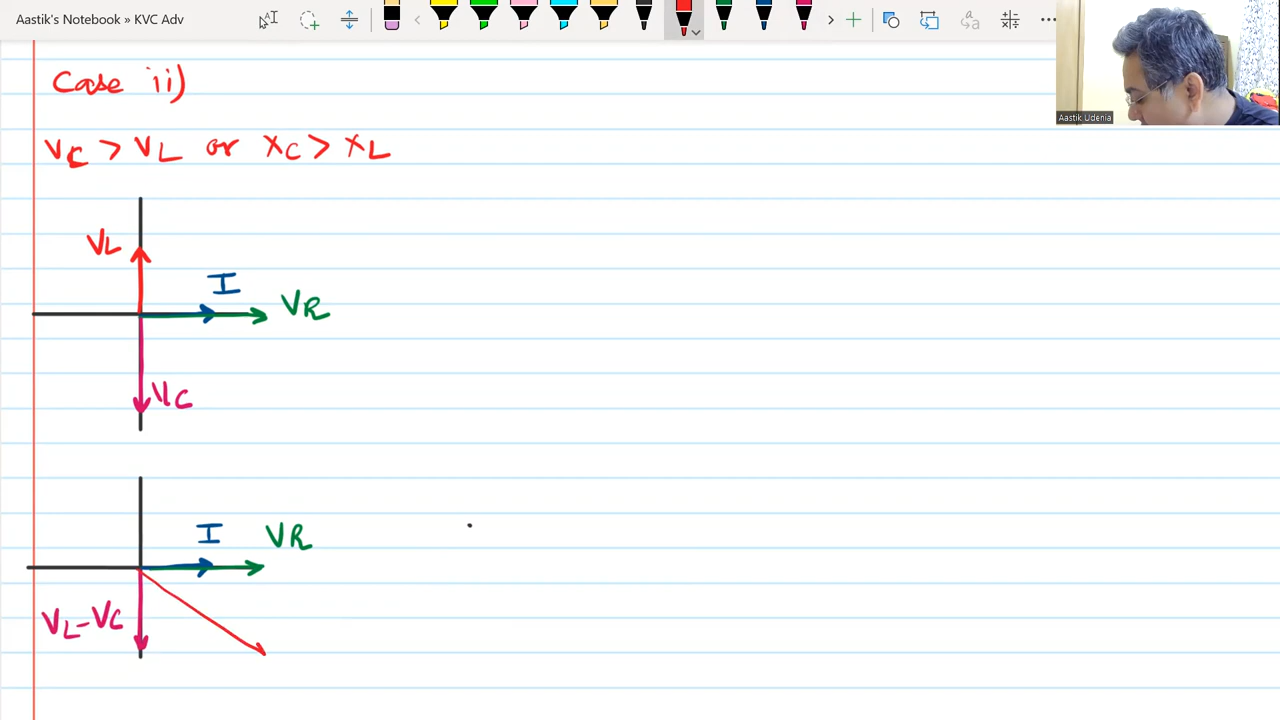 Aastik's Notebook » KVC Adv
Aastik Udenia
Case ii)
VC > VL or XC > XL
VL
I
VR
VC
I
VR
VL-VC